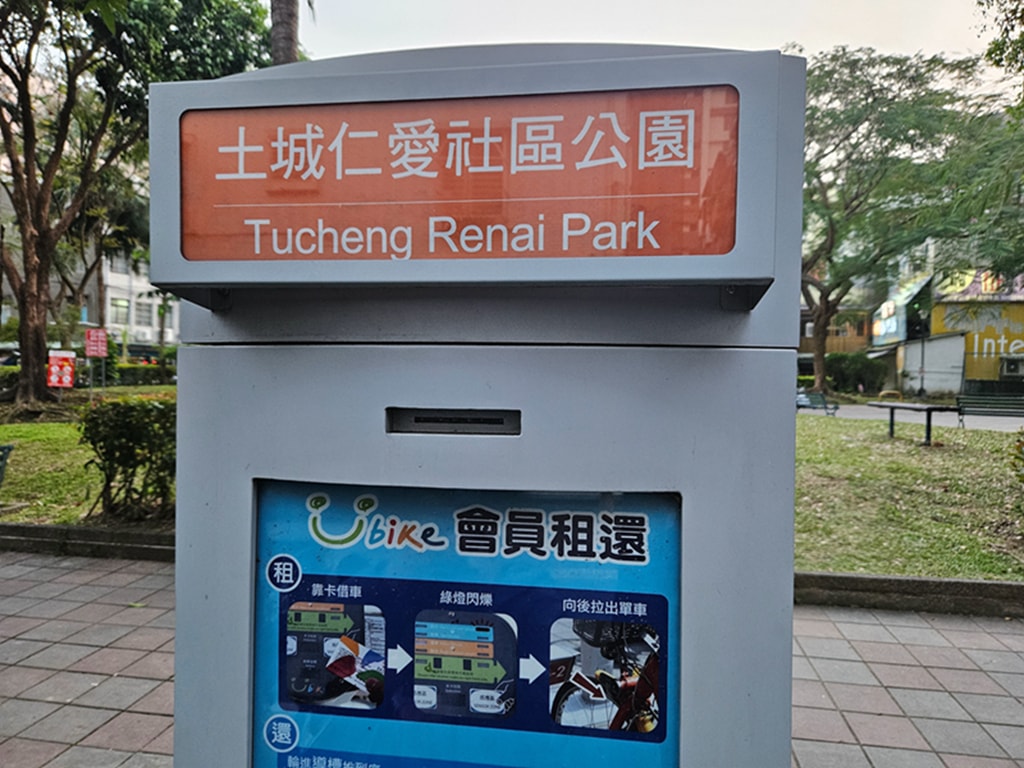 土城仁愛社區公園
Tucheng Renai Park
Ubike 會員租還
租
靠卡借車
綠燈閃爍
向後拉出單車
還
Inte